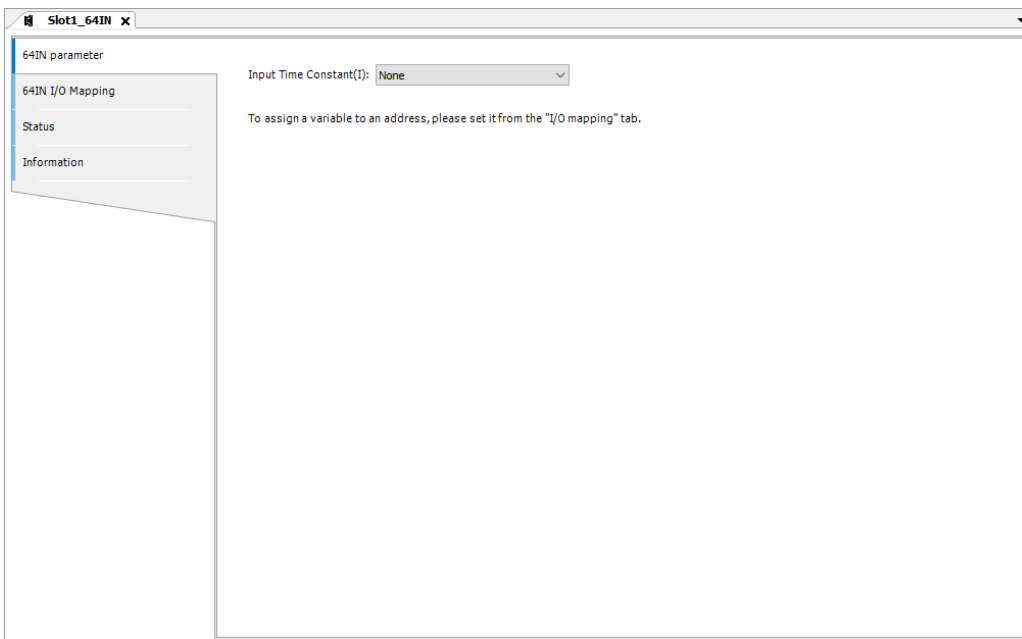 Slot1_64IN
64IN parameter
64IN I/O Mapping
Status
Information
Input Time Constant(I): None
To assign a variable to an address, please set it from the "I/O mapping" tab.